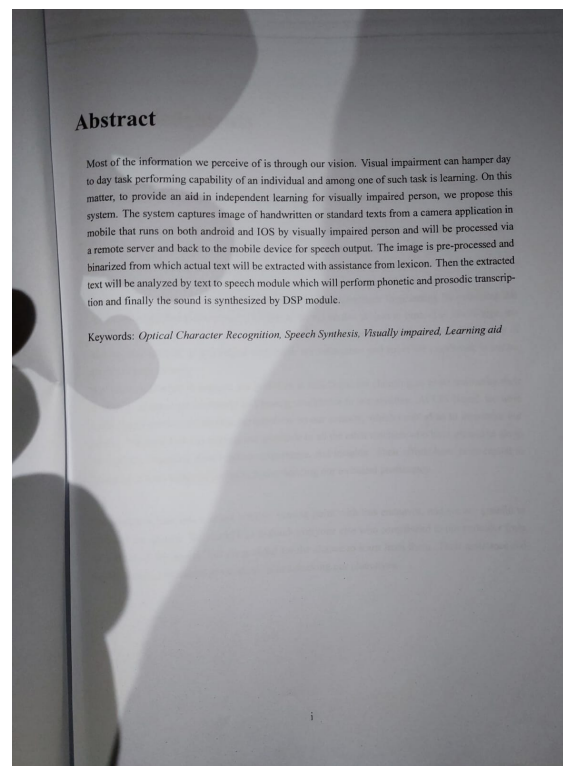 Abstract
Most of the information we perceive of is through our vision. Visual impairment can hamper day
to day task performing capability of an individual and among one of such task is learning. On this
matter, to provide an aid in independent learning for visually impaired person, we propose this
system. The system captures image of handwritten or standard texts from a camera application in
mobile that runs on both android and IOS by visually impaired person and will be processed via
a remote server and back to the mobile device for speech output. The image is pre-processed and
binarized from which actual text will be extracted with assistance from lexicon. Then the extracted
text will be analyzed by text to speech module which will perform phonetic and prosodic transcrip-
tion and finally the sound is synthesized by DSP module.
Keywords: Optical Character Recognition, Speech Synthesis, Visually impaired, Learning aid
i